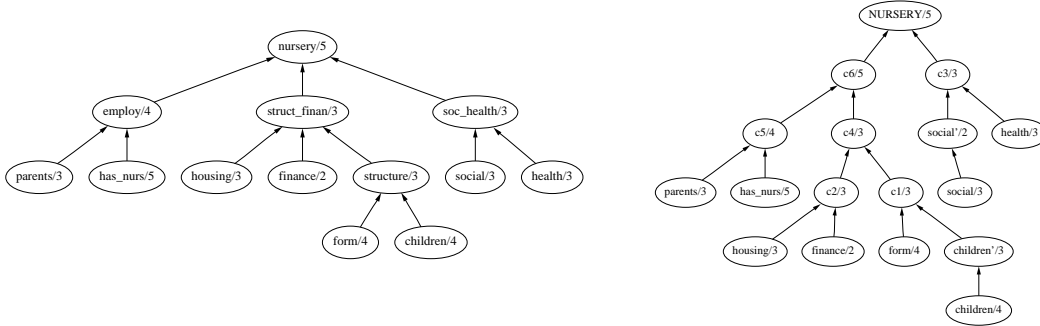 nursery/5
employ/4
struct_finan/3
soc_health/3
parents/3
has_nurs/5
housing/3
finance/2
structure/3
social/3
health/3
form/4
children/4
NURSERY/5
c6/5
c3/3
c5/4
c4/3
social'/2
health/3
parents/3
has_nurs/5
c2/3
c1/3
social/3
housing/3
finance/2
form/4
children'/3
children/4